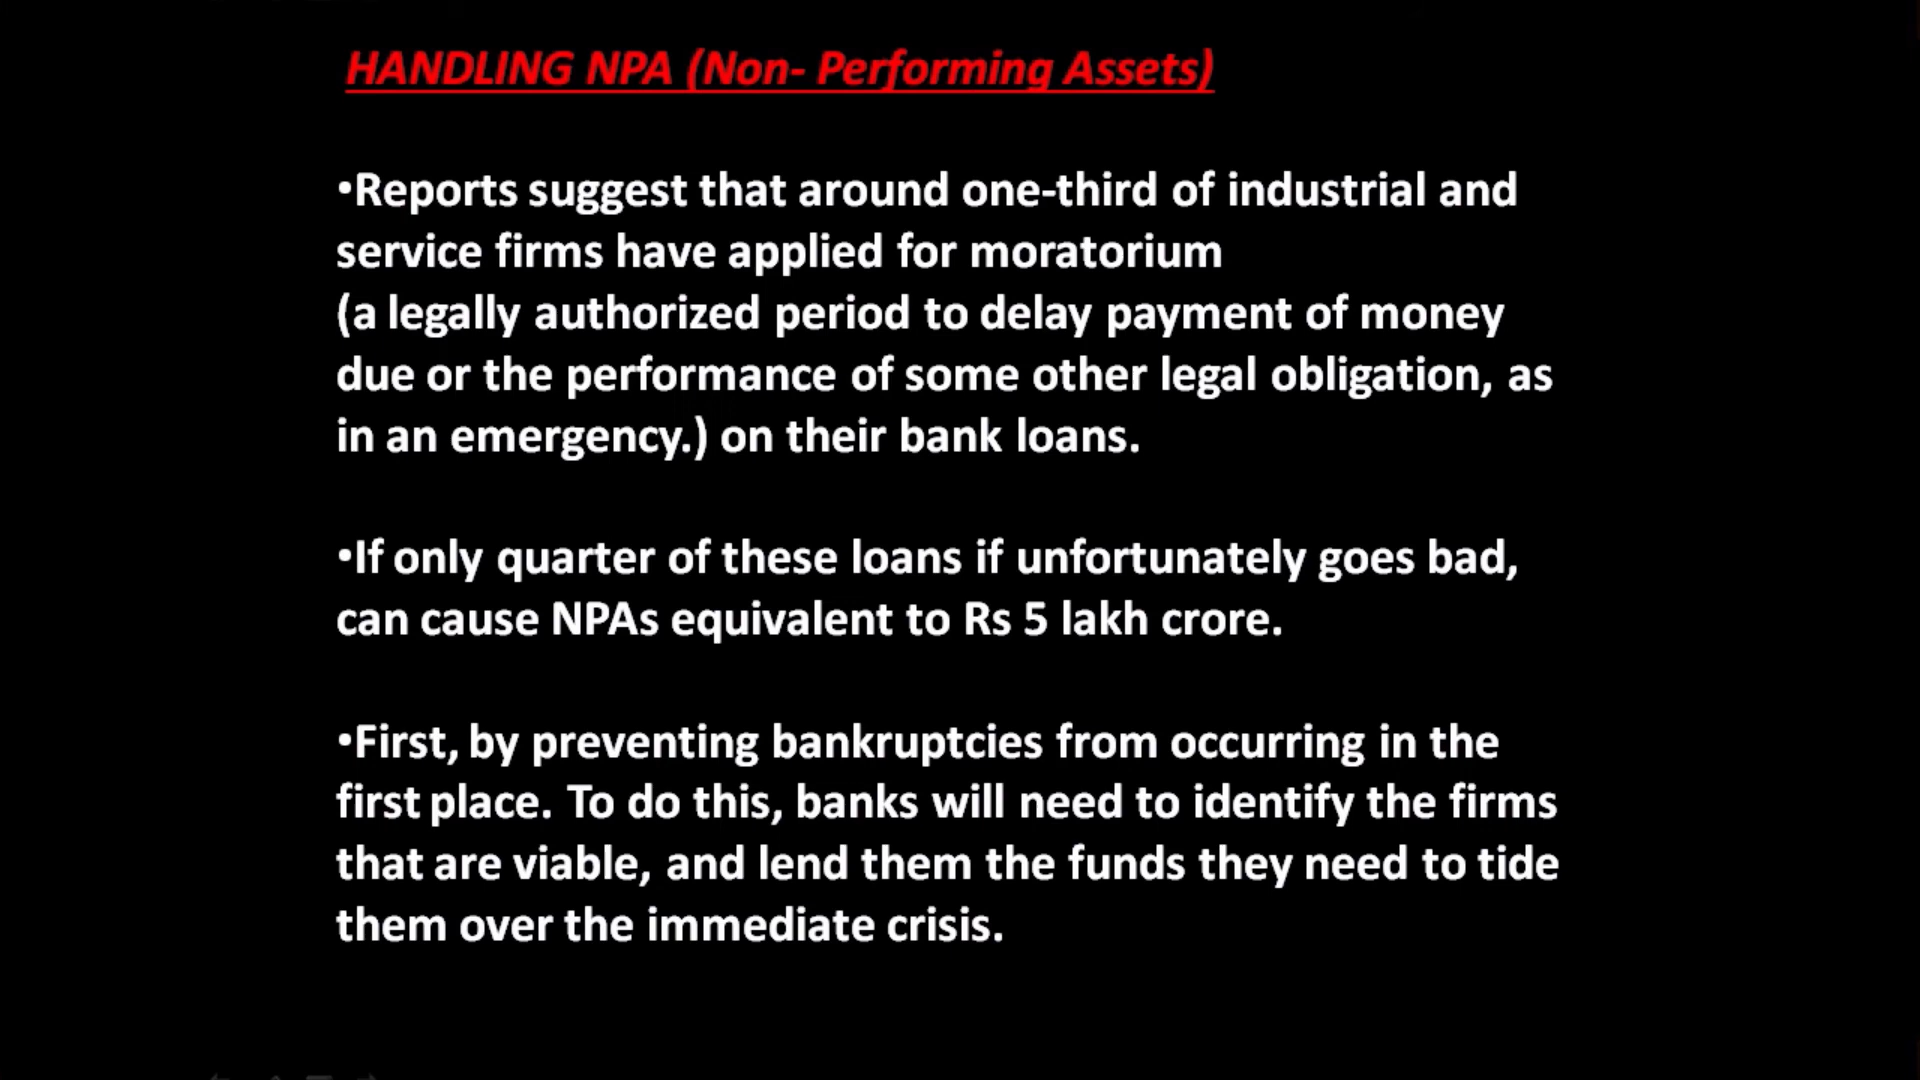 HANDLING NPA (Non- Performing Assets)
•Reports suggest that around one-third of industrial and
service firms have applied for moratorium
(a legally authorized period to delay payment of money
due or the performance of some other legal obligation, as
in an emergency.) on their bank loans.
•If only quarter of these loans if unfortunately goes bad,
can cause NPAs equivalent to Rs 5 lakh crore.
•First, by preventing bankruptcies from occurring in the
first place. To do this, banks will need to identify the firms
that are viable, and lend them the funds they need to tide
them over the immediate crisis.